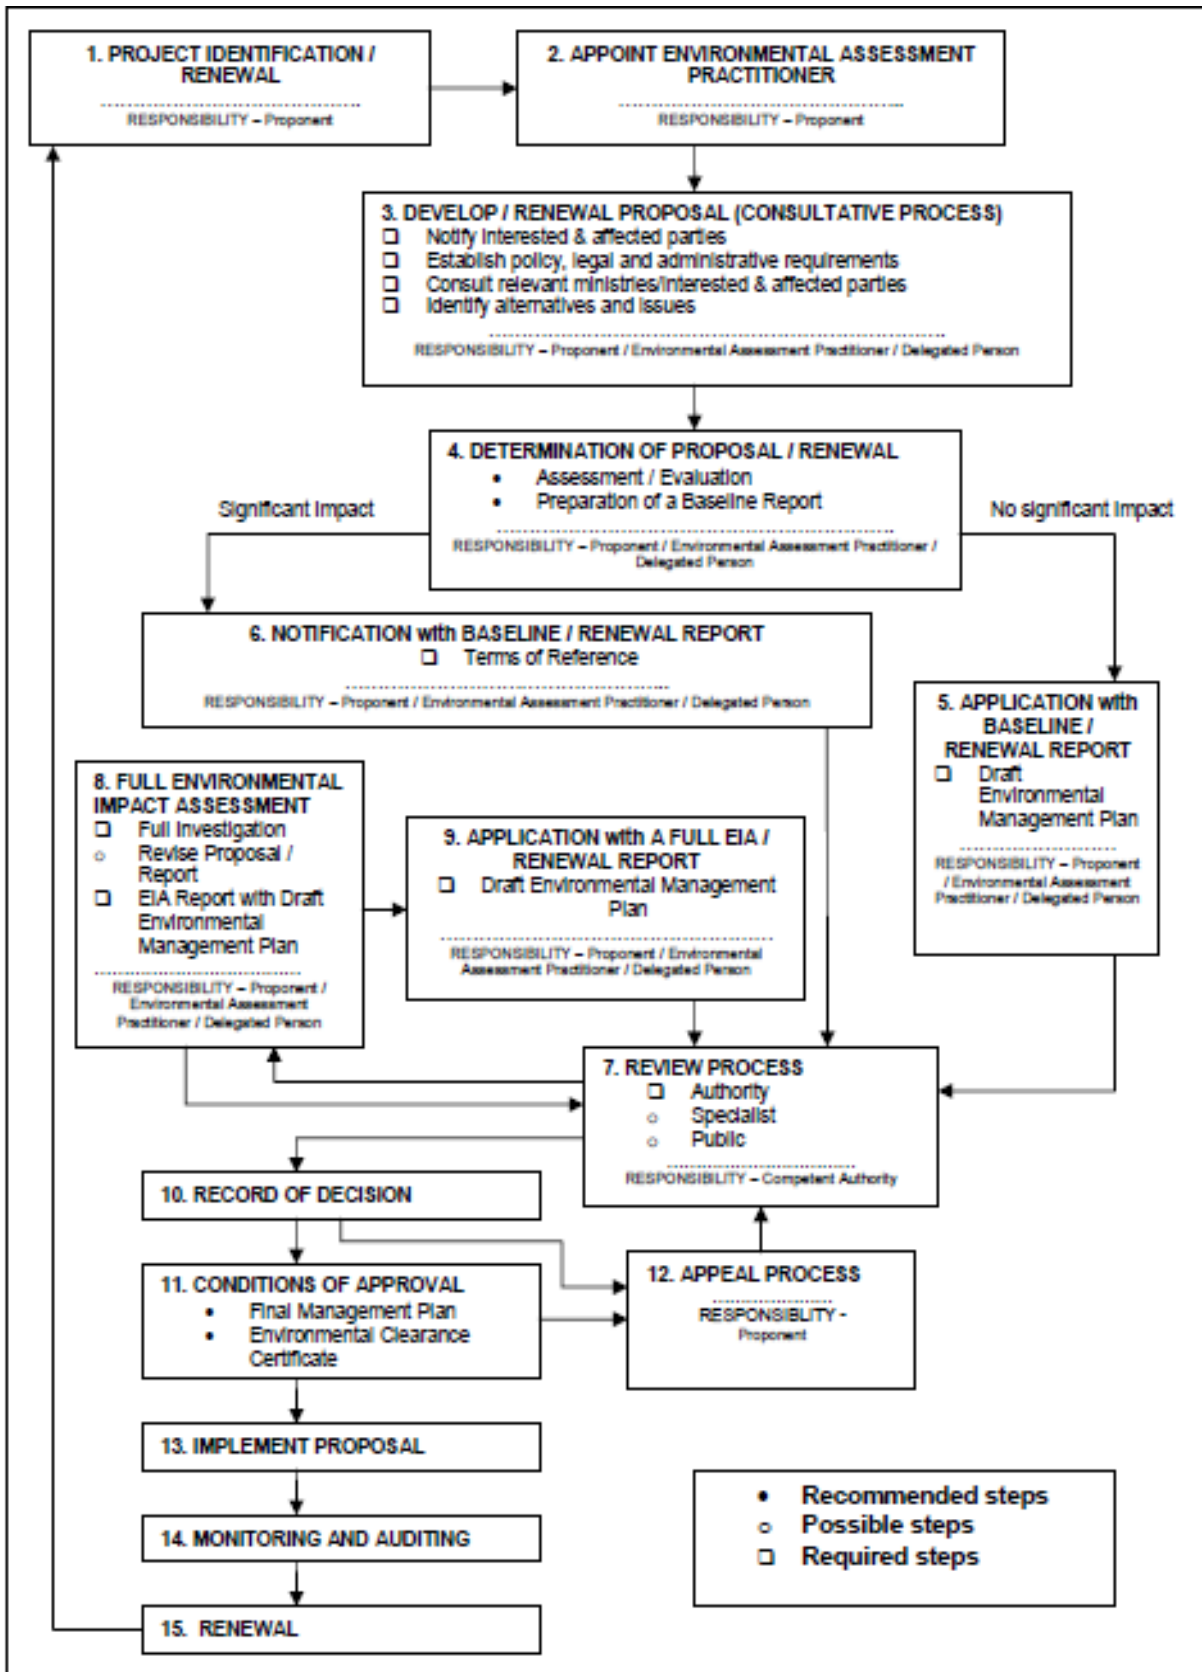 1. PROJECT IDENTIFICATION /
RENEWAL
RESPONSIBILITY – Proponent
2. APPOINT ENVIRONMENTAL ASSESSMENT
PRACTITIONER
RESPONSIBILITY – Proponent
3. DEVELOP / RENEWAL PROPOSAL (CONSULTATIVE PROCESS)
❑ Notify interested & affected parties
❑ Establish policy, legal and administrative requirements
❑ Consult relevant ministries/interested & affected parties
❑ Identify alternatives and issues
RESPONSIBILITY – Proponent / Environmental Assessment Practitioner / Delegated Person
4. DETERMINATION OF PROPOSAL / RENEWAL
• Assessment / Evaluation
• Preparation of a Baseline Report
RESPONSIBILITY – Proponent / Environmental Assessment Practitioner /
Delegated Person
Significant Impact
No significant Impact
6. NOTIFICATION with BASELINE / RENEWAL REPORT
❑ Terms of Reference
RESPONSIBILITY – Proponent / Environmental Assessment Practitioner / Delegated Person
5. APPLICATION with
BASELINE /
RENEWAL REPORT
❑ Draft
Environmental
Management Plan
RESPONSIBILITY – Proponent
/ Environmental Assessment
Practitioner / Delegated Person
8. FULL ENVIRONMENTAL
IMPACT ASSESSMENT
❑ Full Investigation
○ Revise Proposal /
Report
❑ EIA Report with Draft
Environmental
Management Plan
RESPONSIBILITY – Proponent /
Environmental Assessment
Practitioner / Delegated Person
9. APPLICATION with A FULL EIA /
RENEWAL REPORT
❑ Draft Environmental Management
Plan
RESPONSIBILITY – Proponent / Environmental
Assessment Practitioner / Delegated Person
7. REVIEW PROCESS
❑ Authority
○ Specialist
○ Public
RESPONSIBILITY – Competent Authority
10. RECORD OF DECISION
11. CONDITIONS OF APPROVAL
• Final Management Plan
• Environmental Clearance
Certificate
12. APPEAL PROCESS
RESPONSIBLITY -
Proponent
13. IMPLEMENT PROPOSAL
14. MONITORING AND AUDITING
15. RENEWAL
• Recommended steps
○ Possible steps
❑ Required steps